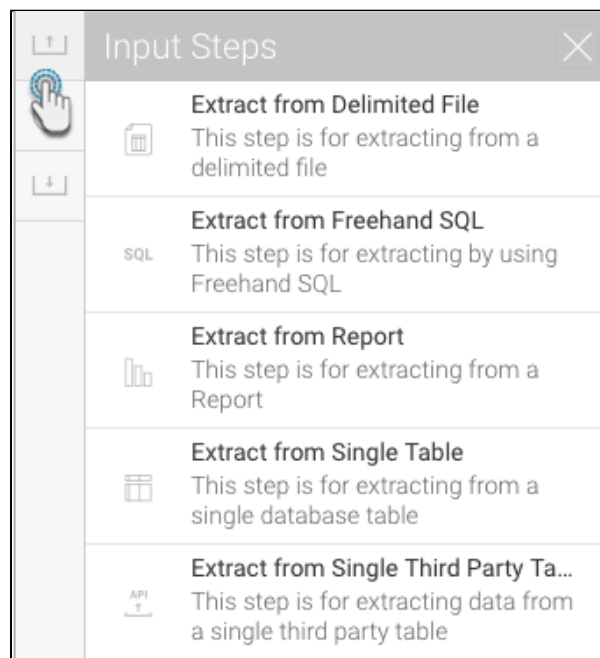 Input Steps
Extract from Delimited File
This step is for extracting from a
delimited file
SQL
Extract from Freehand SQL
This step is for extracting by using
Freehand SQL
Extract from Report
This step is for extracting from a
Report
Extract from Single Table
This step is for extracting from a
single database table
API
Extract from Single Third Party Ta...
This step is for extracting data from
a single third party table